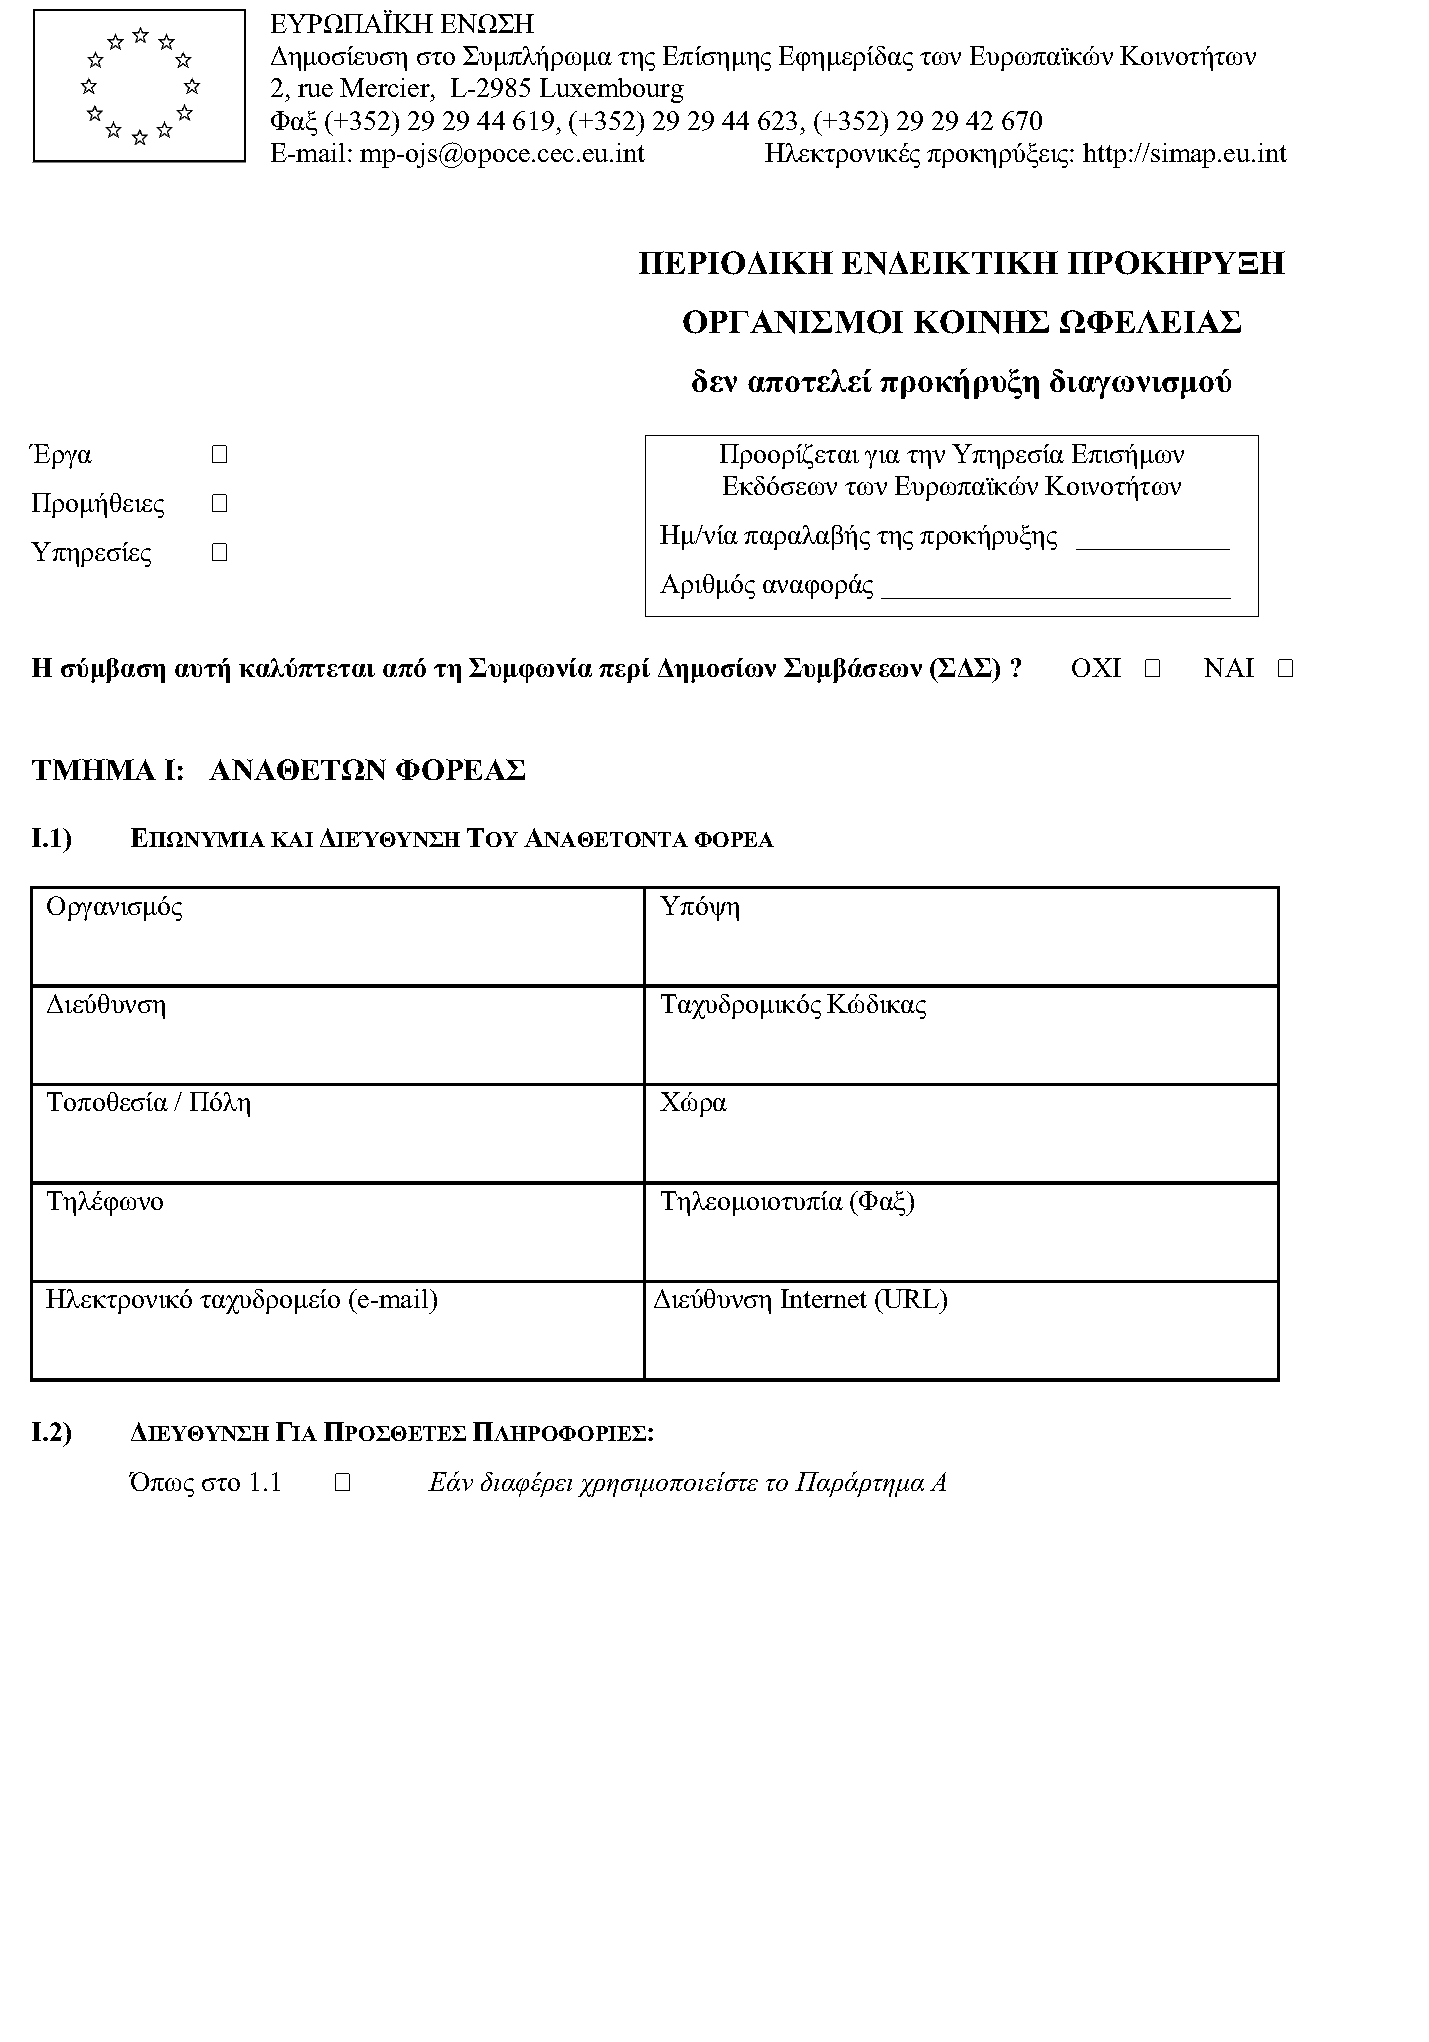 ΕΥΡΩΠΑΪΚΗ ΕΝΩΣΗ
Δημοσίευση στο Συμπλήρωμα της Επίσημης Εφημερίδας των Ευρωπαϊκών Κοινοτήτων
2, rue Mercier, L-2985 Luxembourg
Φαξ (+352) 29 29 44 619, (+352) 29 29 44 623, (+352) 29 29 42 670
E-mail: mp-ojs@opoce.cec.eu.int Ηλεκτρονικές προκηρύξεις: http://simap.eu.int
ΠΕΡΙΟΔΙΚΗ ΕΝΔΕΙΚΤΙΚΗ ΠΡΟΚΗΡΥΞΗ
ΟΡΓΑΝΙΣΜΟΙ ΚΟΙΝΗΣ ΩΦΕΛΕΙΑΣ
δεν αποτελεί προκήρυξη διαγωνισμού
Έργα □
Προμήθειες □
Υπηρεσίες □
Προορίζεται για την Υπηρεσία Επισήμων
Εκδόσεων των Ευρωπαϊκών Κοινοτήτων
Ημ/νία παραλαβής της προκήρυξης ___________
Αριθμός αναφοράς _________________________
Η σύμβαση αυτή καλύπτεται από τη Συμφωνία περί Δημοσίων Συμβάσεων (ΣΔΣ) ? ΟΧΙ □ ΝΑΙ □
ΤΜΗΜΑ Ι: ΑΝΑΘΕΤΩΝ ΦΟΡΕΑΣ
Ι.1) ΕΠΩΝΥΜΊΑ ΚΑΙ ΔΙΕΎΘΥΝΣΗ ΤΟΥ ΑΝΑΘΕΤΟΝΤΑ ΦΟΡΕΑ
Οργανισμός Υπόψη
Διεύθυνση Ταχυδρομικός Κώδικας
Τοποθεσία / Πόλη Χώρα
Τηλέφωνο Τηλεομοιοτυπία (Φαξ)
Ηλεκτρονικό ταχυδρομείο (e-mail) Διεύθυνση Internet (URL)
Ι.2) ΔΙΕΥΘΥΝΣΗ ΓΙΑ ΠΡΟΣΘΕΤΕΣ ΠΛΗΡΟΦΟΡΙΕΣ:
Όπως στο 1.1 □ Εάν διαφέρει χρησιμοποιείστε το Παράρτημα Α